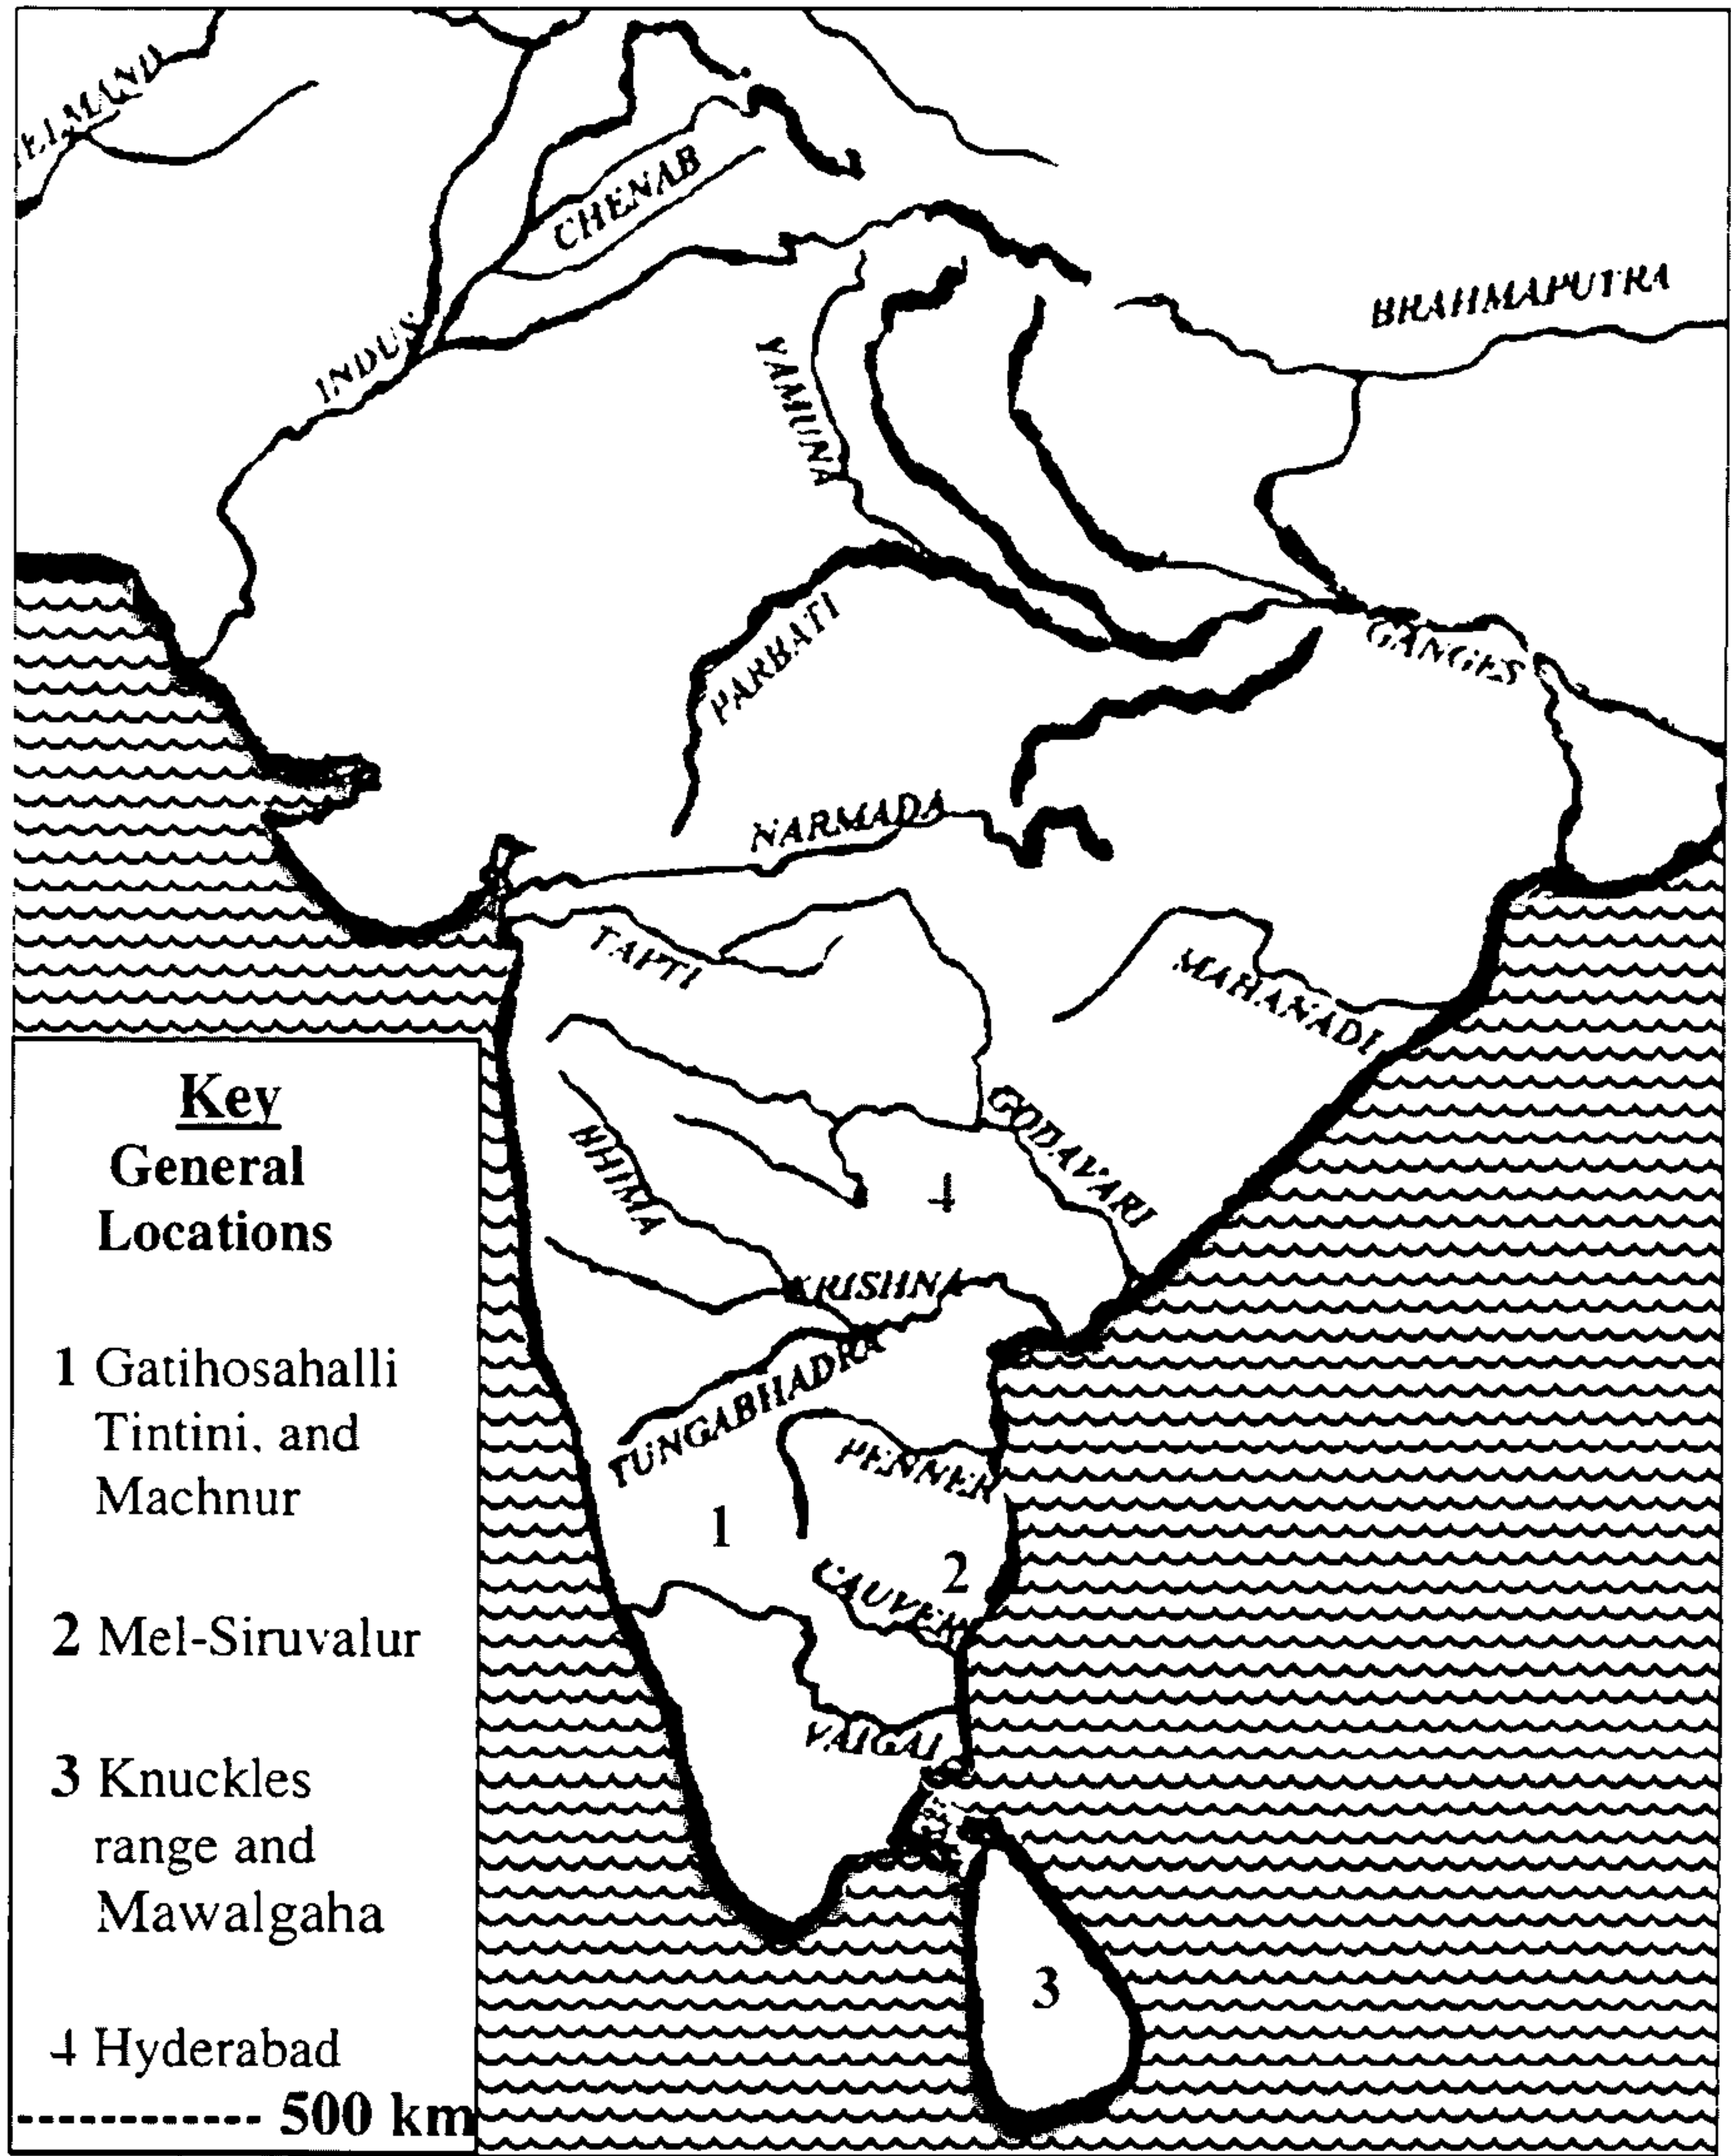 CHENAB
BRAHMAPUTRA
INDUS
YAMUNA
PARBATI
GANGES
NARMADA
TAPTI
MAHANADI
GODAVARI
BHIMA
4
KRISHNA
TUNGABHADRA
PENNER
1
2
VAIGAI
3
Key
General
Locations
1 Gatihosahalli
Tintini, and
Machnur
2 Mel-Siruvalur
3 Knuckles
range and
Mawalgaha
4 Hyderabad
500 km